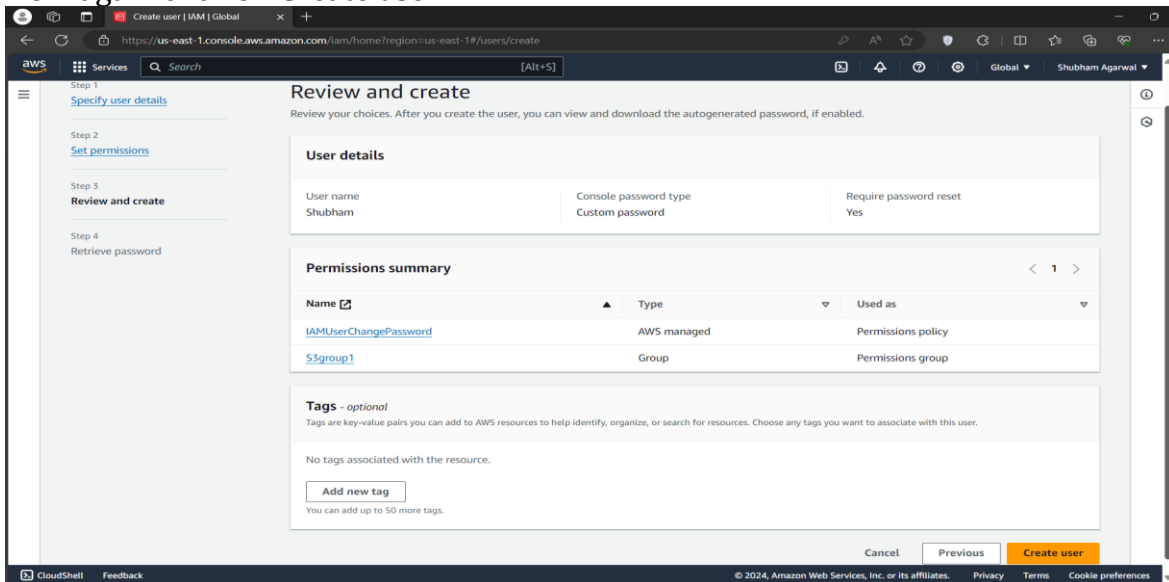 Create user | IAM | Global
https://us-east-1.console.aws.amazon.com/iam/home?region=us-east-1#/users/create
aws Services Search [Alt+S] Global Shubham Agarwal
Step 1
Specify user details
Step 2
Set permissions
Step 3
Review and create
Step 4
Retrieve password
Review and create
Review your choices. After you create the user, you can view and download the autogenerated password, if enabled.
User details
User name Console password type Require password reset
Shubham Custom password Yes
Permissions summary 1
Name Type Used as
IAMUserChangePassword AWS managed Permissions policy
S3group1 Group Permissions group
Tags - optional
Tags are key-value pairs you can add to AWS resources to help identify, organize, or search for resources. Choose any tags you want to associate with this user.
No tags associated with the resource.
Add new tag
You can add up to 50 more tags.
Cancel Previous Create user
CloudShell Feedback © 2024, Amazon Web Services, Inc. or its affiliates. Privacy Terms Cookie preferences